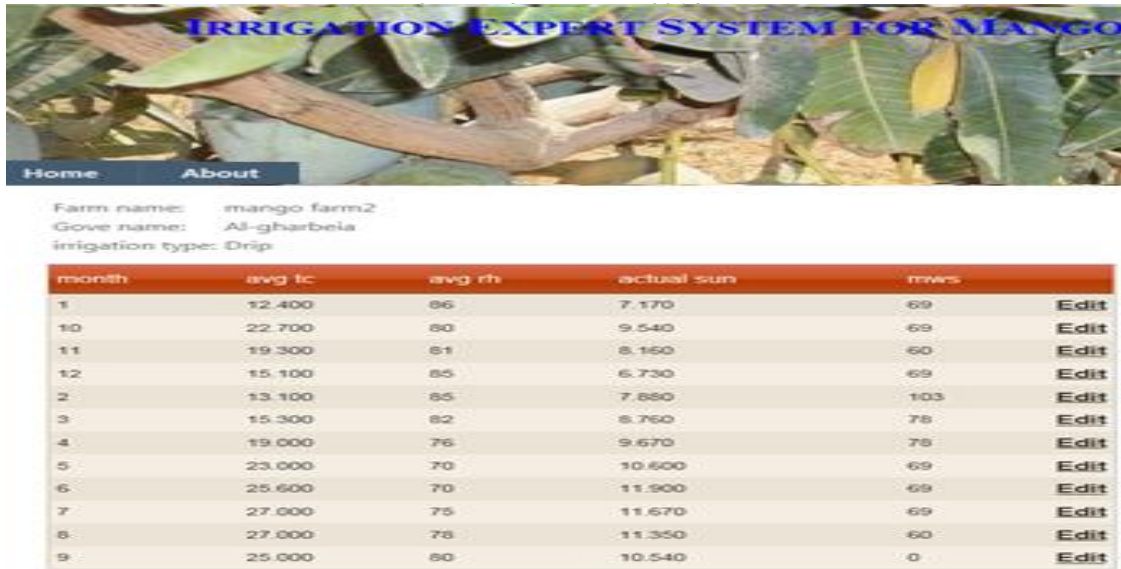 IRRIGATION EXPERT SYSTEM FOR MANGO
Home About
Farm name: mango farm2
Gove name: Al-gharbeia
irrigation type: Drip
month avg tc avg rh actual sun mws
1 12.400 86 7.170 69 Edit
10 22.700 80 9.540 69 Edit
11 19.300 81 8.160 60 Edit
12 15.100 85 6.730 69 Edit
2 13.100 85 7.880 103 Edit
3 15.300 82 8.760 78 Edit
4 19.000 76 9.670 78 Edit
5 23.000 70 10.600 69 Edit
6 25.600 70 11.900 69 Edit
7 27.000 75 11.670 69 Edit
8 27.000 78 11.350 60 Edit
9 25.000 80 10.540 0 Edit